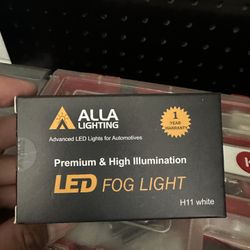 ALLA
LIGHTING
Advanced LED Lights for Automotives
1
YEAR
WARRANTY
Premium & High Illumination
LED FOG LIGHT
H11 white